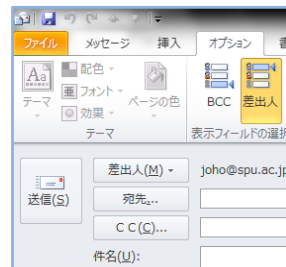 ファイル メッセージ 挿入 オプション
Aa 配色
亜 フォント
効果
テーマ ページの色 BCC 差出人
テーマ 表示フィールドの選択
差出人(M) joho@spu.ac.jp
送信(S) 宛先...
CC(C)...
件名(U):